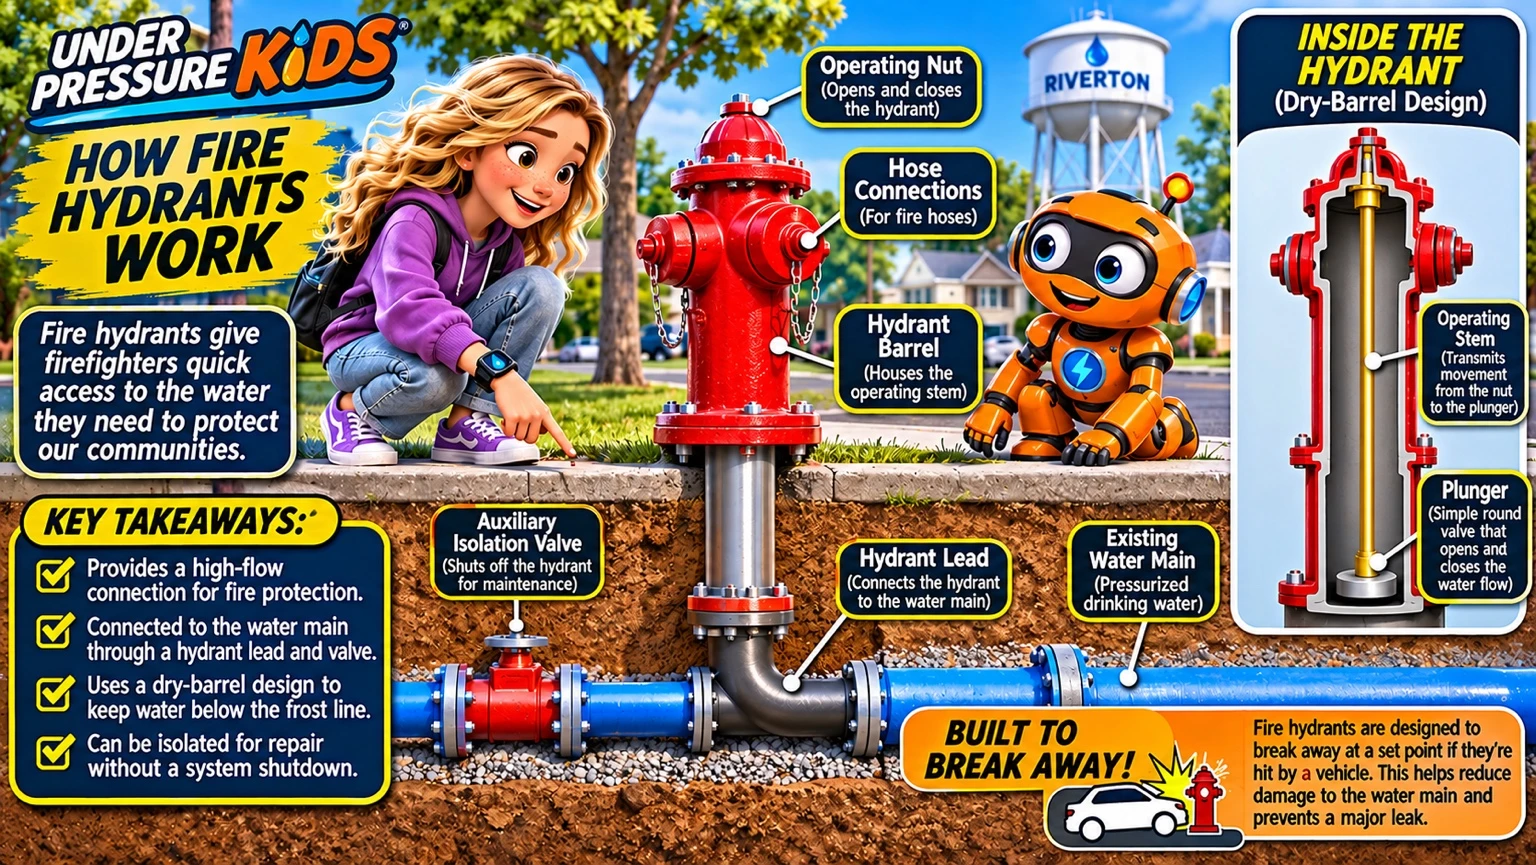 UNDER
PRESSURE KiDS®
HOW FIRE
HYDRANTS
WORK
Fire hydrants give
firefighters quick
access to the water
they need to protect
our communities.
KEY TAKEAWAYS:
Provides a high-flow
connection for fire protection.
Connected to the water main
through a hydrant lead and valve.
Uses a dry-barrel design to
keep water below the frost line.
Can be isolated for repair
without a system shutdown.
Operating Nut
(Opens and closes
the hydrant)
Hose
Connections
(For fire hoses)
Hydrant
Barrel
(Houses the
operating stem)
RIVERTON
Auxiliary
Isolation Valve
(Shuts off the hydrant
for maintenance)
Hydrant Lead
(Connects the hydrant
to the water main)
Existing
Water Main
(Pressurized
drinking water)
INSIDE THE
HYDRANT
(Dry-Barrel Design)
Operating
Stem
(Transmits
movement
from the nut
to the plunger)
Plunger
(Simple round
valve that
opens and
closes the
water flow)
BUILT TO
BREAK AWAY!
Fire hydrants are designed to
break away at a set point if they're
hit by a vehicle. This helps reduce
damage to the water main and
prevents a major leak.